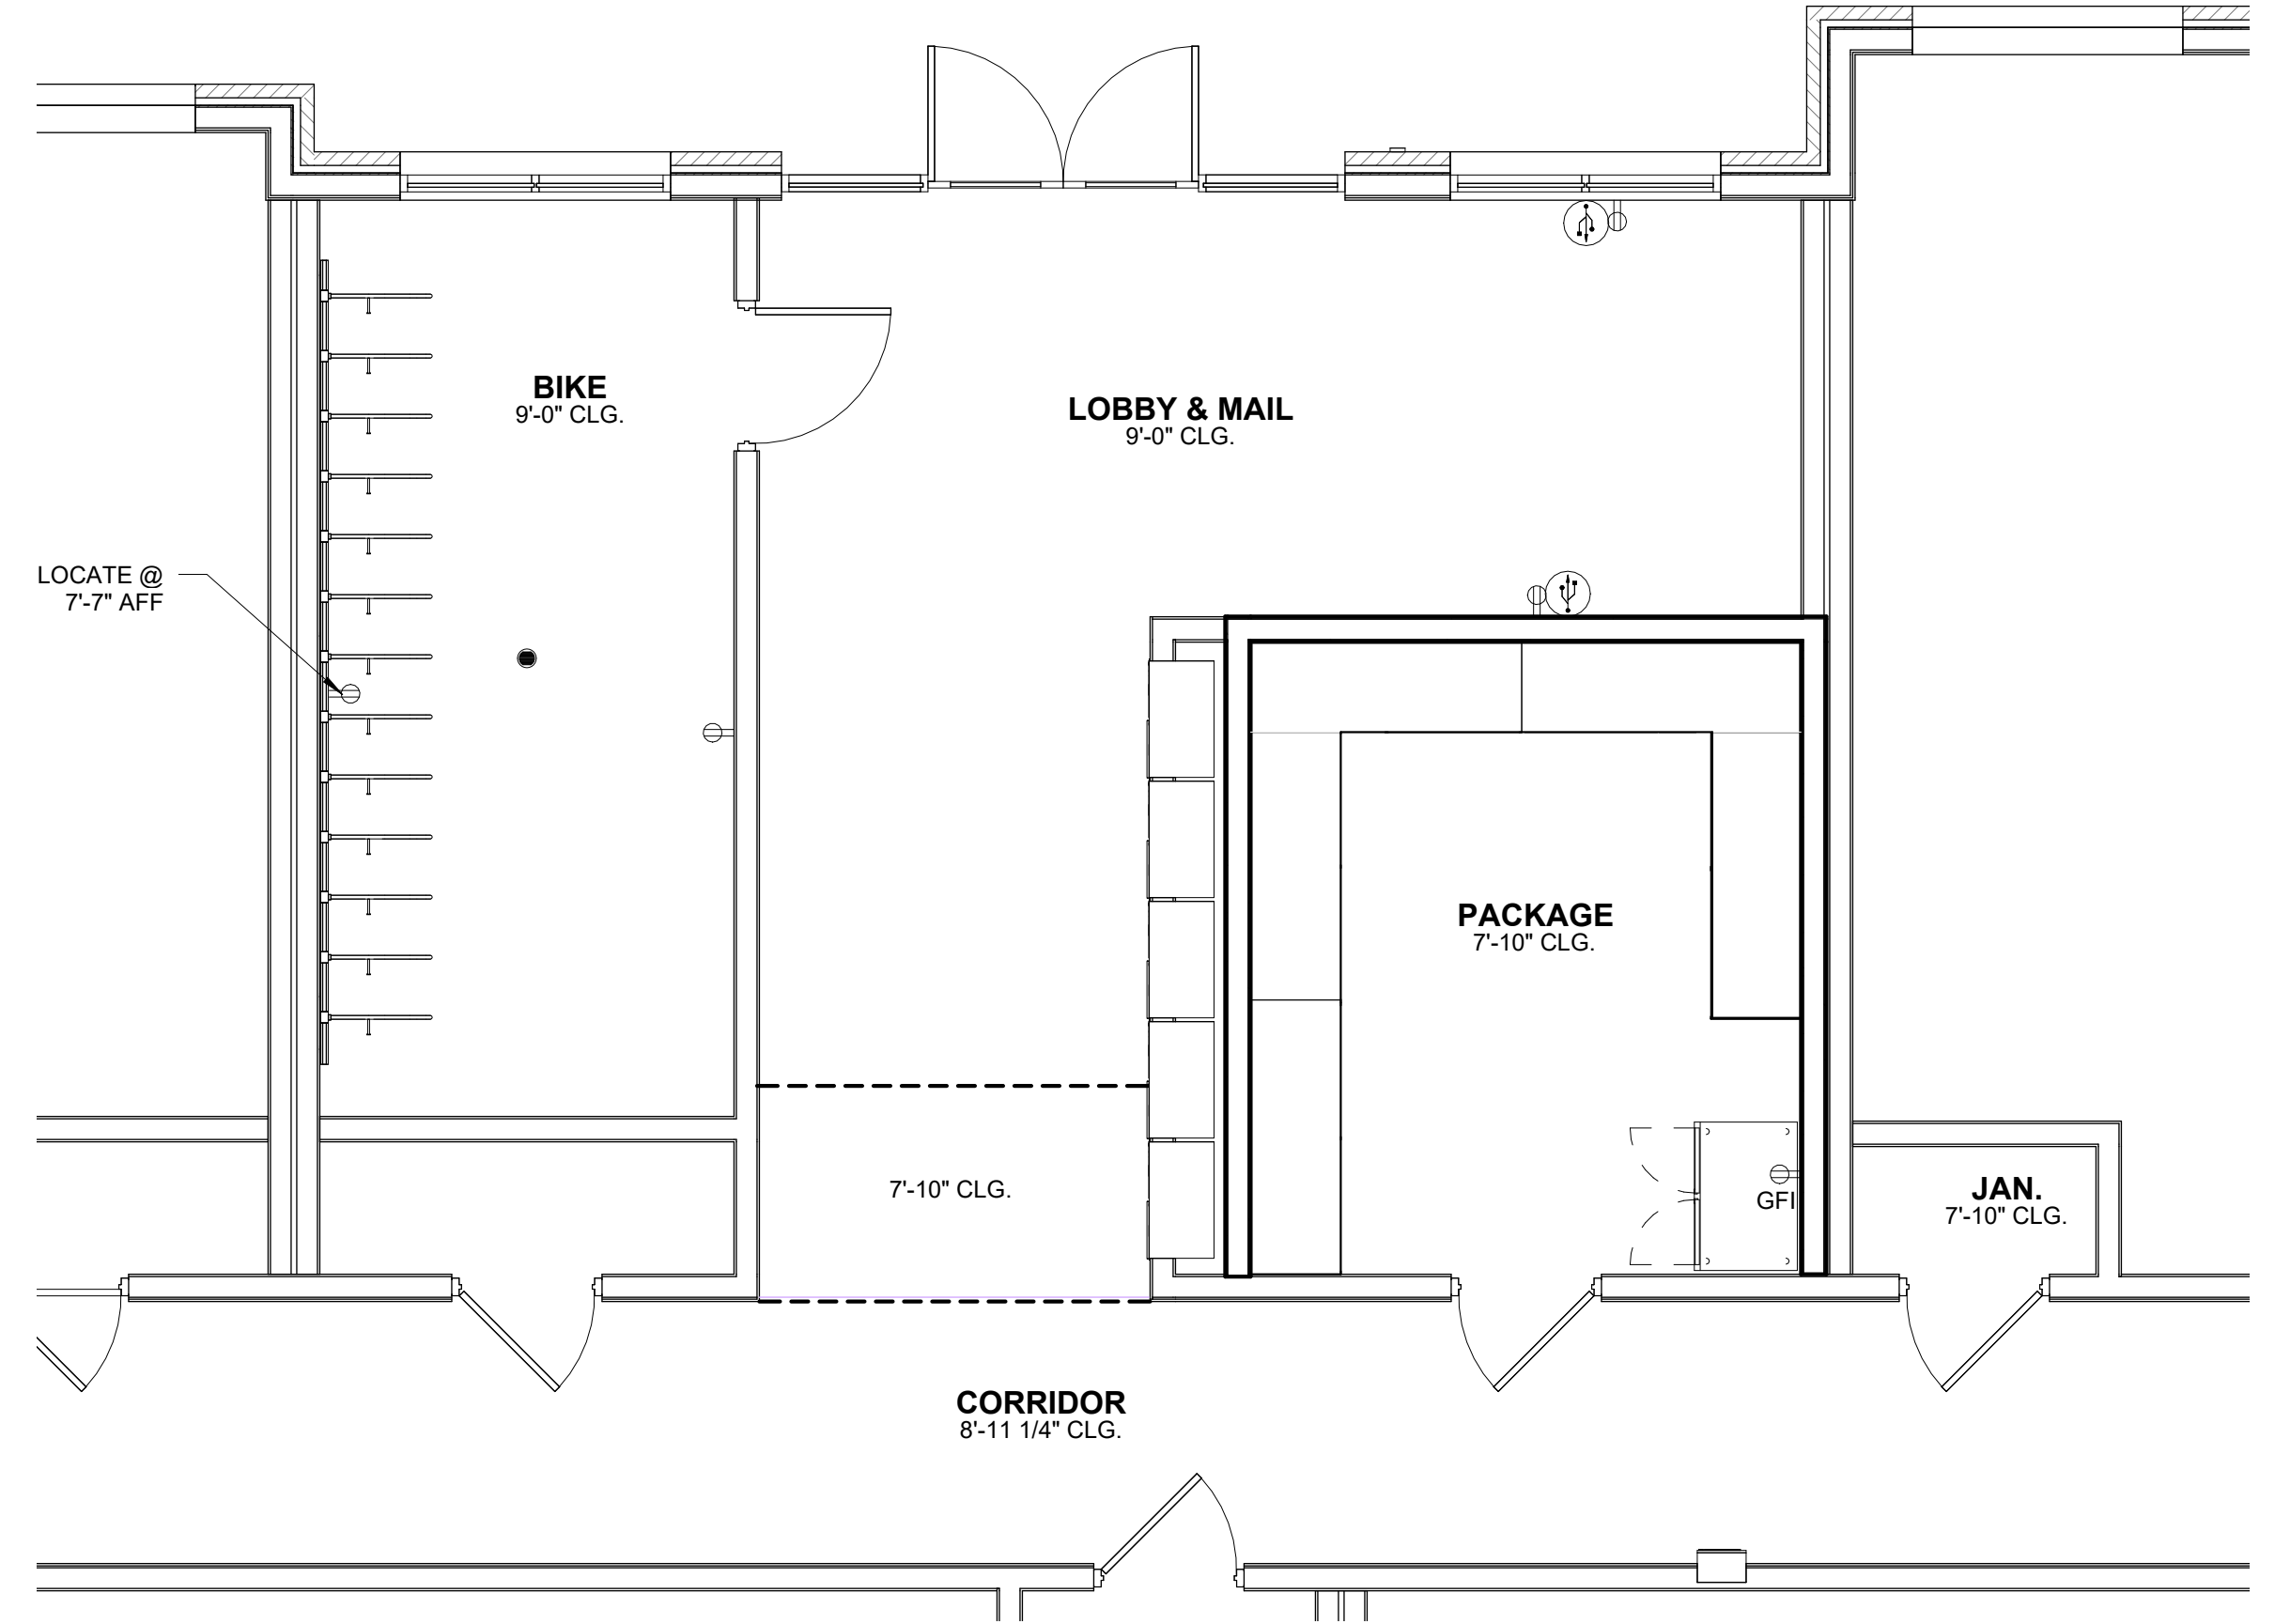 BIKE
9'-0" CLG.
LOBBY & MAIL
9'-0" CLG.
LOCATE @
7'-7" AFF
PACKAGE
7'-10" CLG.
7'-10" CLG.
GFI
JAN.
7'-10" CLG.
CORRIDOR
8'-11 1/4" CLG.